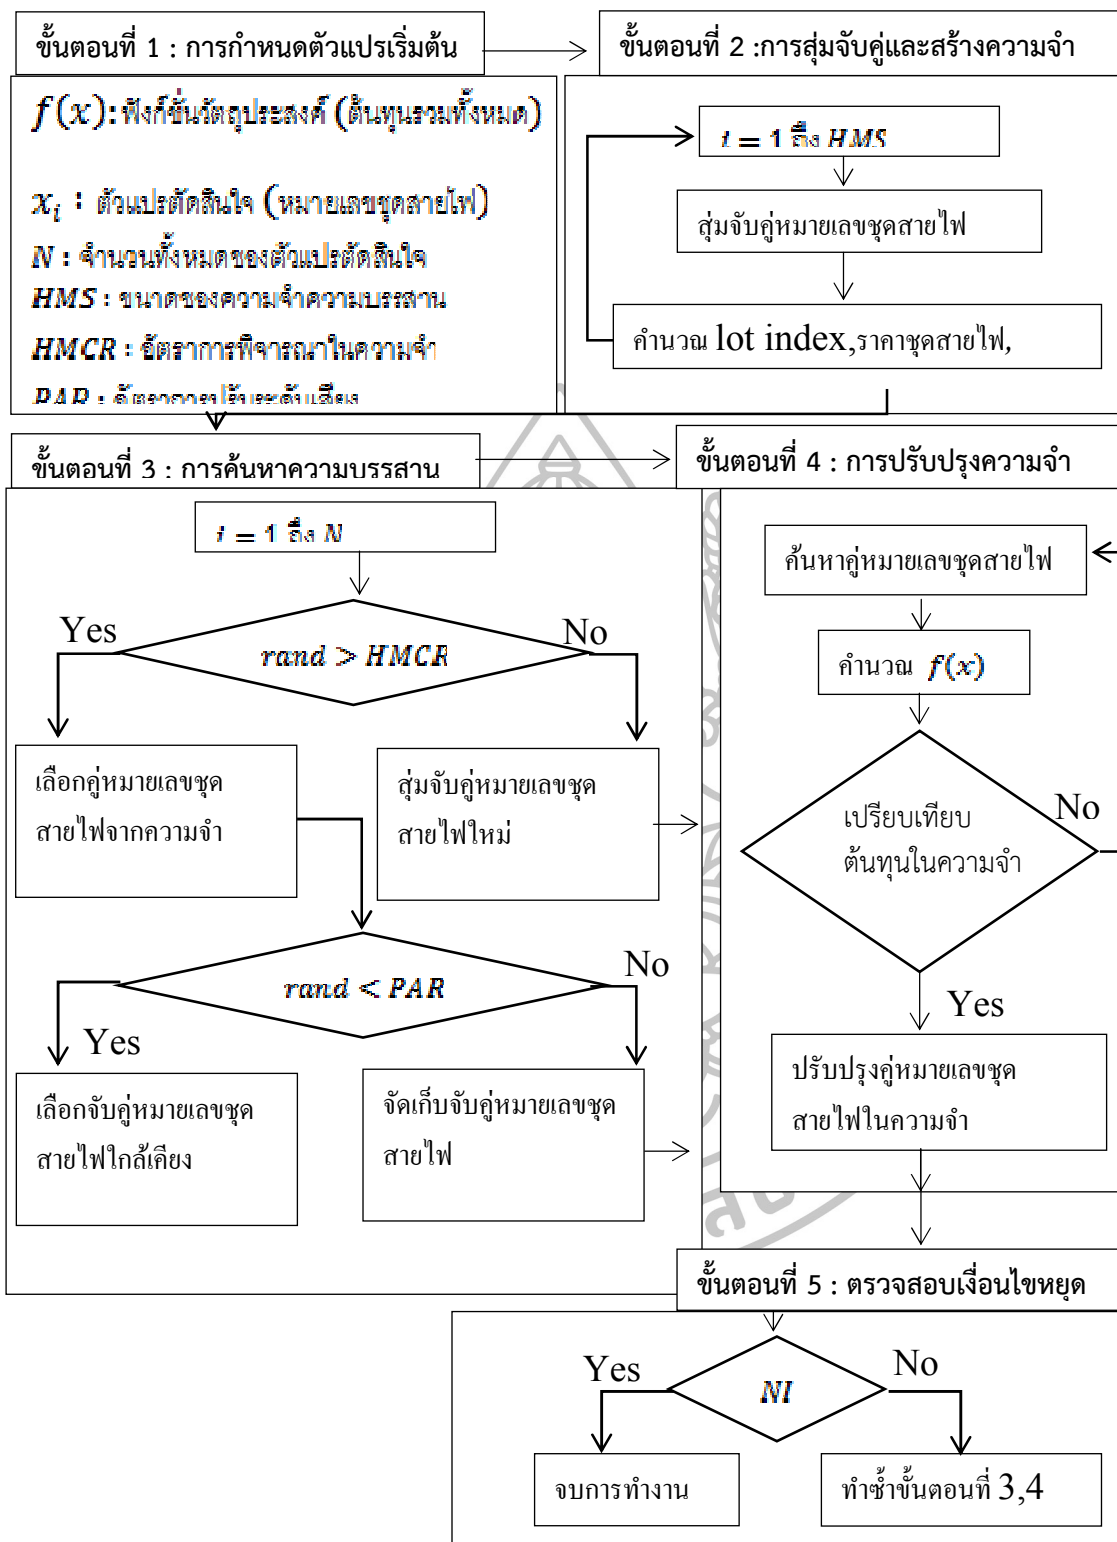 ขั้นตอนที่ 1 : การกำหนดตัวแปรเริ่มต้น
f(x): ฟังก์ชั่นวัตถุประสงค์ (ต้นทุนรวมทั้งหมด)
x_i : ตัวแปรตัดสินใจ (หมายเลขชุดสายไฟ)
N : จำนวนทั้งหมดของตัวแปรตัดสินใจ
HMS : ขนาดของความจำความบรรสาน
HMCR : อัตราการพิจารณาในความจำ
PAR : อัตราการปรับระดับเสียง
ขั้นตอนที่ 2 :การสุ่มจับคู่และสร้างความจำ
i = 1 ถึง HMS
สุ่มจับคู่หมายเลขชุดสายไฟ
คำนวณ lot index,ราคาชุดสายไฟ,
ขั้นตอนที่ 3 : การค้นหาความบรรสาน
i = 1 ถึง N
rand > HMCR
Yes
No
เลือกคู่หมายเลขชุด
สายไฟจากความจำ
สุ่มจับคู่หมายเลขชุด
สายไฟใหม่
rand < PAR
Yes
No
เลือกจับคู่หมายเลขชุด
สายไฟใกล้เคียง
จัดเก็บจับคู่หมายเลขชุด
สายไฟ
ขั้นตอนที่ 4 : การปรับปรุงความจำ
ค้นหาคู่หมายเลขชุดสายไฟ
คำนวณ f(x)
เปรียบเทียบ
ต้นทุนในความจำ
No
Yes
ปรับปรุงคู่หมายเลขชุด
สายไฟในความจำ
ขั้นตอนที่ 5 : ตรวจสอบเงื่อนไขหยุด
NI
Yes
No
จบการทำงาน
ทำซ้ำขั้นตอนที่ 3,4